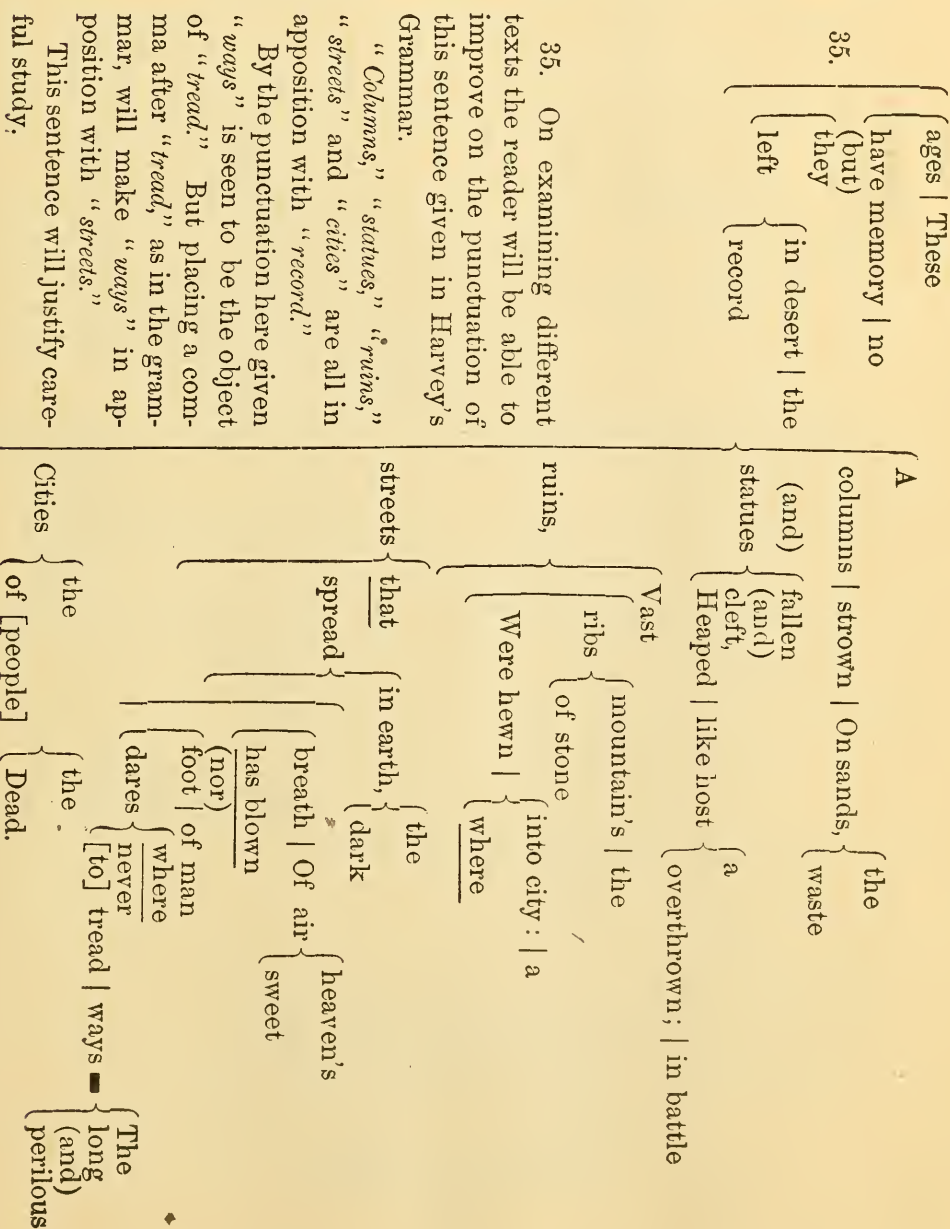 35.
ages | These
have memory | no
(but)
they
left
in desert | the
record
A
columns | strown | On sands,
the
waste
(and)
statues
fallen
(and)
cleft,
Heaped | like host
a
overthrown; | in battle
ruins,
Vast
ribs
mountain's | the
of stone
Were hewn |
into city: | a
where
streets
that
spread
in earth,
the
dark
breath | Of air
heaven's
sweet
has blown
(nor)
foot | of man
dares
where
never
[to] tread | ways
The
long
(and)
perilous
Cities
the
of [people]
the
Dead.
35. On examining different
texts the reader will be able to
improve on the punctuation of
this sentence given in Harvey's
Grammar.
"Columns," "statues," "ruins,"
"streets" and "cities" are all in
apposition with "record."
By the punctuation here given
"ways" is seen to be the object
of "tread." But placing a com-
ma after "tread," as in the gram-
mar, will make "ways" in ap-
position with "streets."
This sentence will justify care-
ful study.